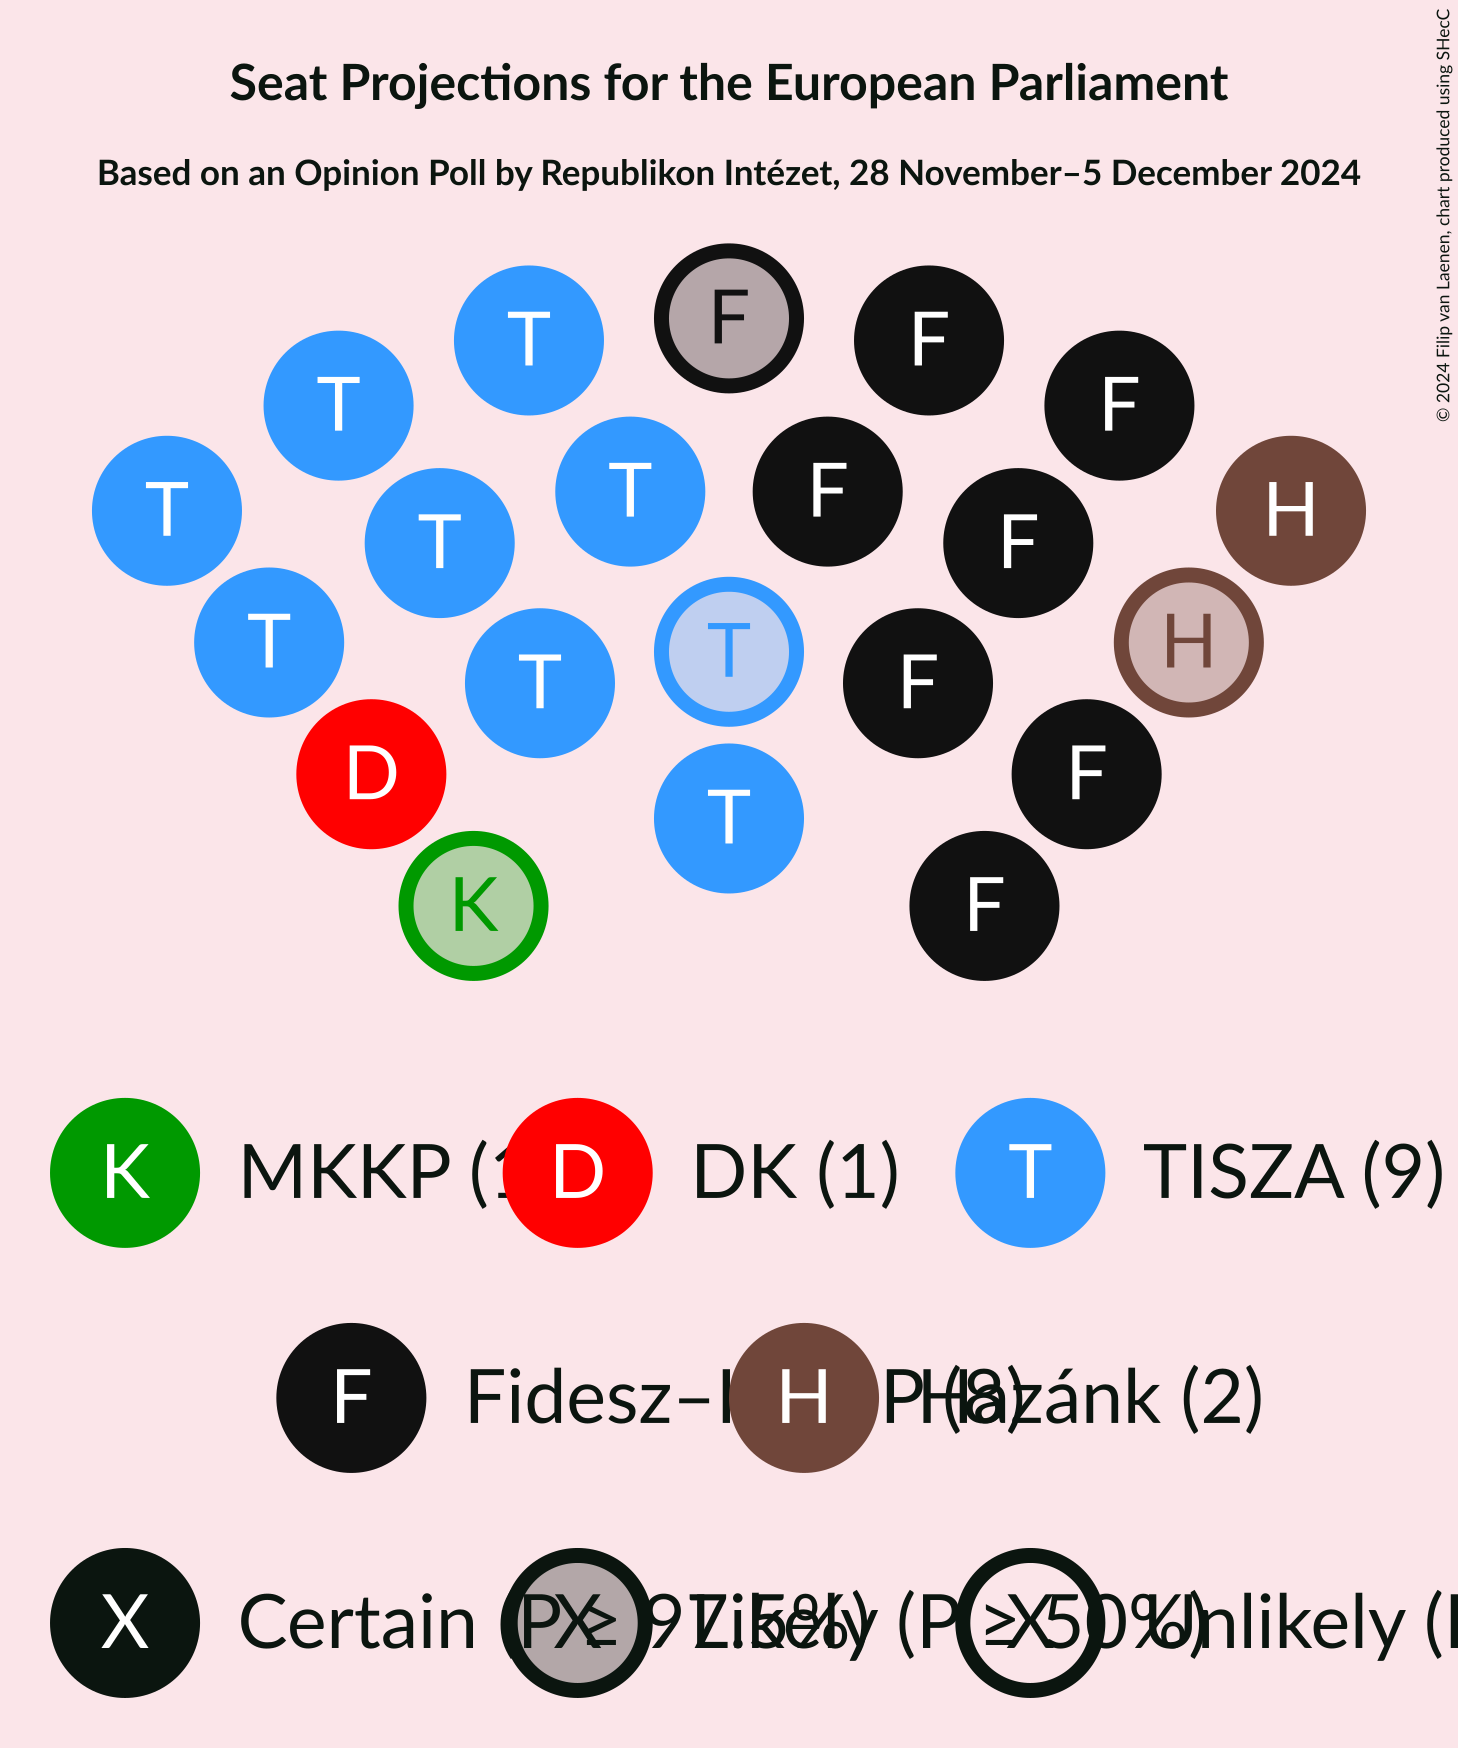 Seat Projections for the European Parliament
Based on an Opinion Poll by Republikon Intézet, 28 November–5 December 2024
© 2024 Filip van Laenen, chart produced using SHecC
F
T F
T F
T F
T H
T F
T H
T
T F
D F
T
K F
K MKKP (1 D DK (1) T TISZA (9)
F Fidesz– H P (8) Hazánk (2)
X Certain (P ≥ 97.5%) X Likely (P ≥ 50%) X Unlikely (